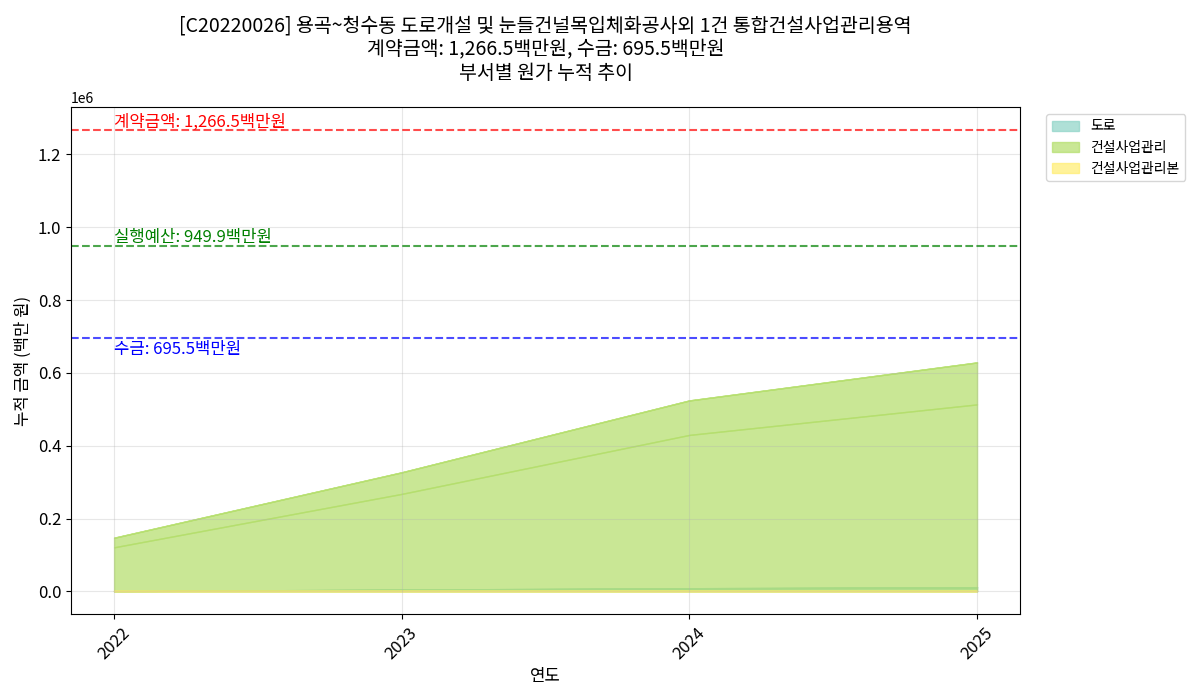 [C20220026] 용곡~청수동 도로개설 및 눈들건널목입체화공사외 1건 통합건설사업관리용역
계약금액: 1,266.5백만원, 수금: 695.5백만원
부서별 원가 누적 추이
1e6
계약금액: 1,266.5백만원
실행예산: 949.9백만원
수금: 695.5백만원
도로
건설사업관리
건설사업관리본
누적 금액 (백만 원)
1.2
1.0
0.8
0.6
0.4
0.2
0.0
2022
2023
2024
2025
연도